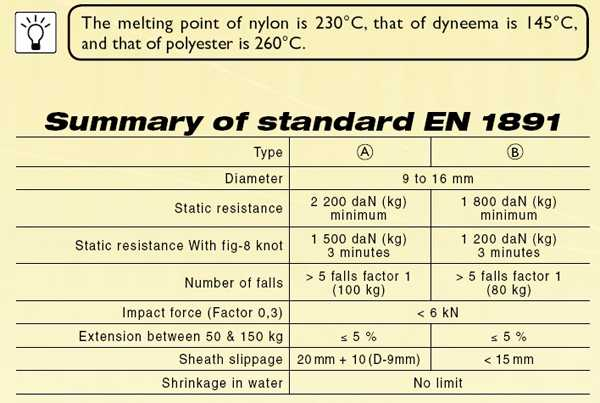 The melting point of nylon is 230°C, that of dyneema is 145°C,
and that of polyester is 260°C.
Summary of standard EN 1891
Type Ⓐ Ⓑ
Diameter 9 to 16 mm
Static resistance 2 200 daN (kg) minimum 1 800 daN (kg) minimum
Static resistance With fig-8 knot 1 500 daN (kg) 3 minutes 1 200 daN (kg) 3 minutes
Number of falls > 5 falls factor 1 (100 kg) > 5 falls factor 1 (80 kg)
Impact force (Factor 0,3) < 6 kN
Extension between 50 & 150 kg ≤ 5 % ≤ 5 %
Sheath slippage 20 mm + 10 (D-9mm) < 15 mm
Shrinkage in water No limit